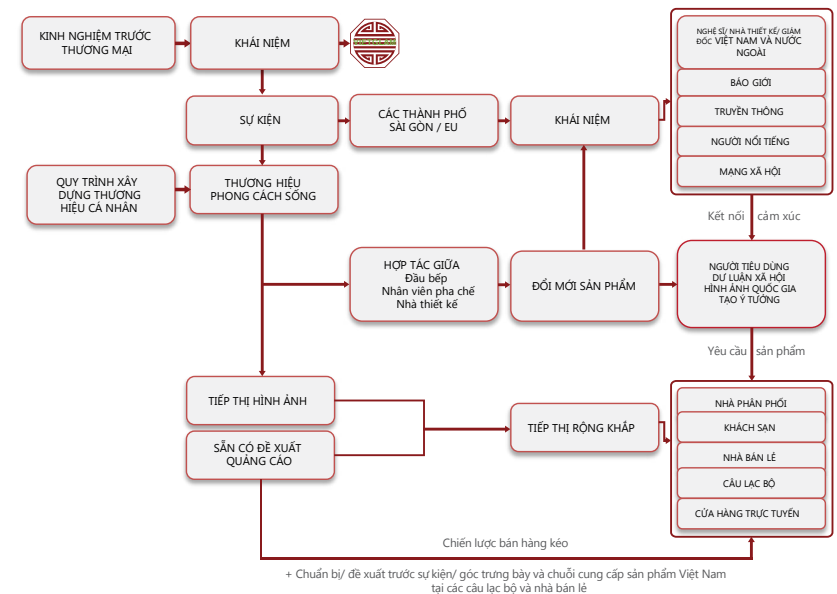 KINH NGHIỆM TRƯỚC
THƯƠNG MẠI
KHÁI NIỆM
NGHỆ SĨ/ NHÀ THIẾT KẾ/ GIÁM
ĐỐC VIỆT NAM VÀ NƯỚC
NGOÀI
BÁO GIỚI
TRUYỀN THÔNG
NGƯỜI NỔI TIẾNG
MẠNG XÃ HỘI
SỰ KIỆN
CÁC THÀNH PHỐ
SÀI GÒN / EU
KHÁI NIỆM
QUY TRÌNH XÂY
DỰNG THƯƠNG
HIỆU CÁ NHÂN
THƯƠNG HIỆU
PHONG CÁCH SỐNG
Kết nối cảm xúc
HỢP TÁC GIỮA
Đầu bếp
Nhân viên pha chế
Nhà thiết kế
ĐỔI MỚI SẢN PHẨM
NGƯỜI TIÊU DÙNG
DƯ LUẬN XÃ HỘI
HÌNH ẢNH QUỐC GIA
TẠO Ý TƯỞNG
Yêu cầu sản phẩm
TIẾP THỊ HÌNH ẢNH
SẴN CÓ ĐỀ XUẤT
QUẢNG CÁO
TIẾP THỊ RỘNG KHẮP
NHÀ PHÂN PHỐI
KHÁCH SẠN
NHÀ BÁN LẺ
CÂU LẠC BỘ
CỬA HÀNG TRỰC TUYẾN
Chiến lược bán hàng kéo
+ Chuẩn bị/ đề xuất trước sự kiện/ góc trưng bày và chuỗi cung cấp sản phẩm Việt Nam
tại các câu lạc bộ và nhà bán lẻ